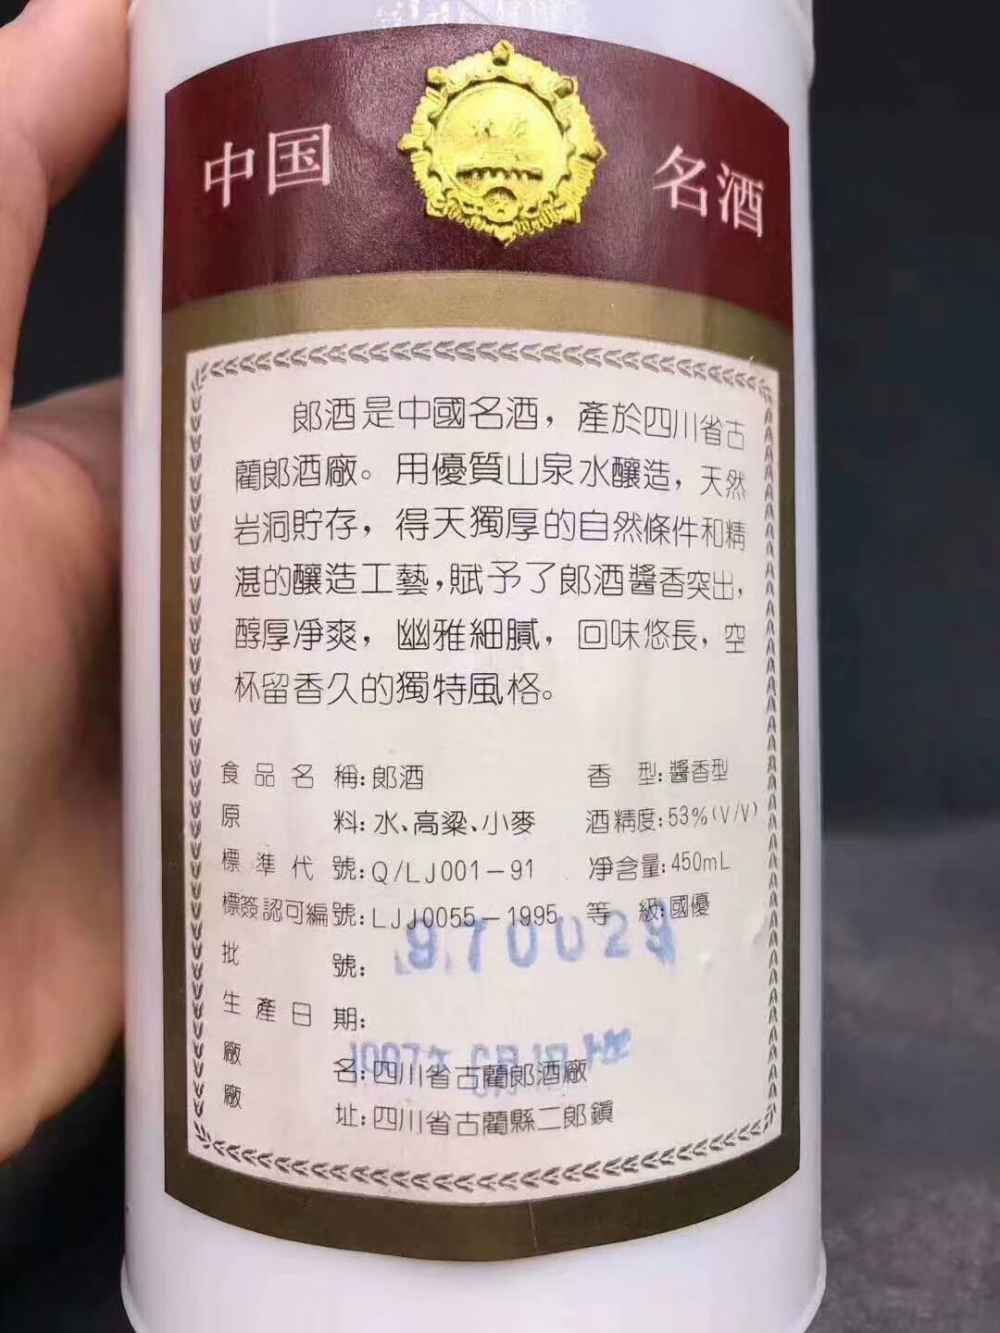 中国 名酒
郎酒是中國名酒，產於四川省古
藺郎酒廠。用優質山泉水釀造，天然
岩洞貯存，得天獨厚的自然條件和精
湛的釀造工藝，賦予了郎酒醬香突出，
醇厚凈爽，幽雅細膩，回味悠長，空
杯留香久的獨特風格。
食品名稱：郎酒 香型：醬香型
原料：水、高粱、小麥 酒精度：53%(V/V)
標準代號：Q/LJ001-91 凈含量：450mL
標簽認可編號：LJJ0055-1995 等級：國優
批號：970029
生產日期：
廠名：四川省古藺郎酒廠
廠址：四川省古藺縣二郎鎮